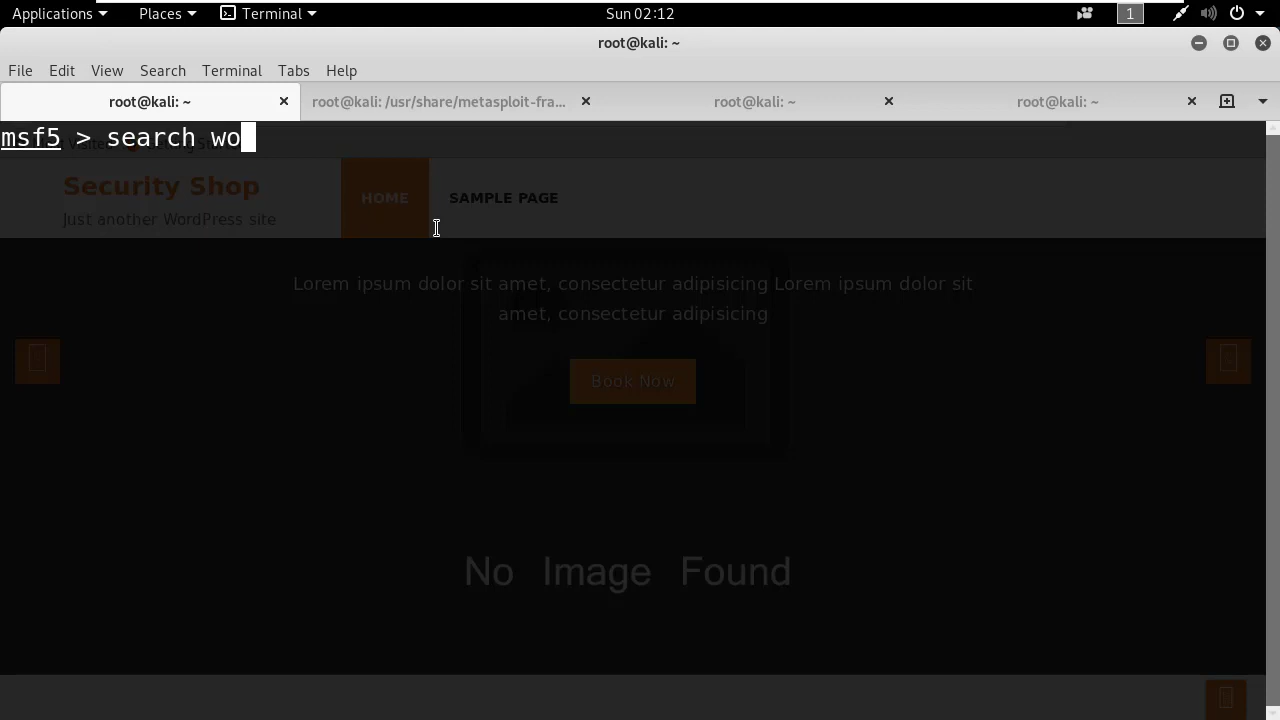 Applications Places Terminal Sun 02:12 1
root@kali: ~
File Edit View Search Terminal Tabs Help
root@kali: ~ root@kali: /usr/share/metasploit-fra... root@kali: ~ root@kali: ~
msf5 > search wo
Security Shop
Just another WordPress site
HOME SAMPLE PAGE
Lorem ipsum dolor sit amet, consectetur adipisicing Lorem ipsum dolor sit
amet, consectetur adipisicing
Book Now
No Image Found